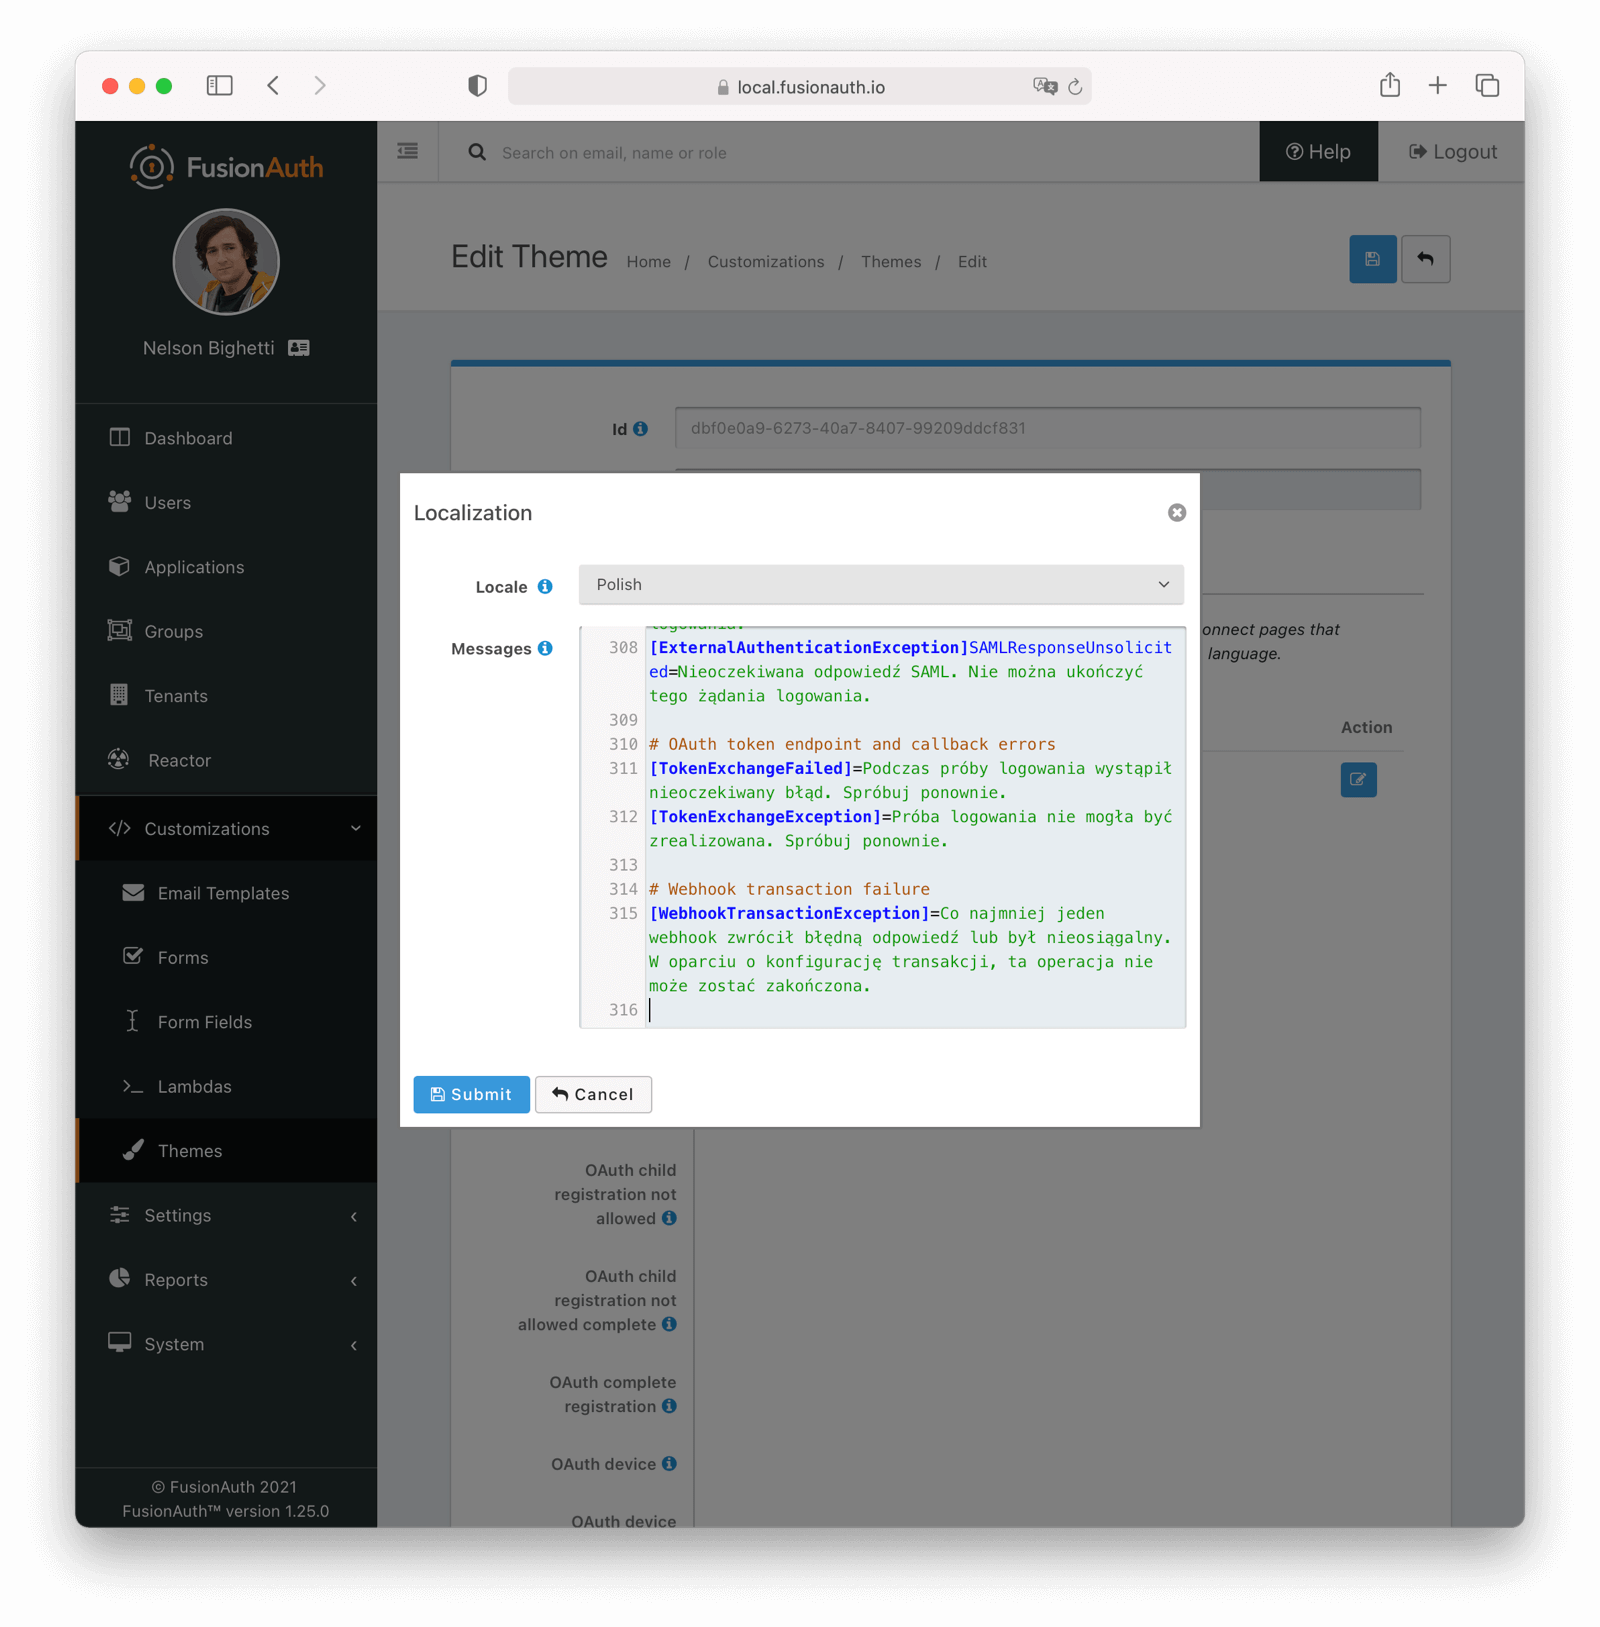 local.fusionauth.io
FusionAuth
Search on email, name or role
Help
Logout
Nelson Bighetti
Edit Theme
Home / Customizations / Themes / Edit
Dashboard
Users
Applications
Groups
Tenants
Reactor
Customizations
Email Templates
Forms
Form Fields
Lambdas
Themes
Settings
Reports
System
© FusionAuth 2021
FusionAuth™ version 1.25.0
Id
dbf0e0a9-6273-40a7-8407-99209ddcf831
Localization
Locale
Polish
Messages
logowania.
308 [ExternalAuthenticationException]SAMLResponseUnsolicit
ed=Nieoczekiwana odpowiedź SAML. Nie można ukończyć
tego żądania logowania.
309
310 # OAuth token endpoint and callback errors
311 [TokenExchangeFailed]=Podczas próby logowania wystąpił
nieoczekiwany błąd. Spróbuj ponownie.
312 [TokenExchangeException]=Próba logowania nie mogła być
zrealizowana. Spróbuj ponownie.
313
314 # Webhook transaction failure
315 [WebhookTransactionException]=Co najmniej jeden
webhook zwrócił błędną odpowiedź lub był nieosiągalny.
W oparciu o konfigurację transakcji, ta operacja nie
może zostać zakończona.
316
Submit
Cancel
onnect pages that
language.
Action
OAuth child
registration not
allowed
OAuth child
registration not
allowed complete
OAuth complete
registration
OAuth device
OAuth device